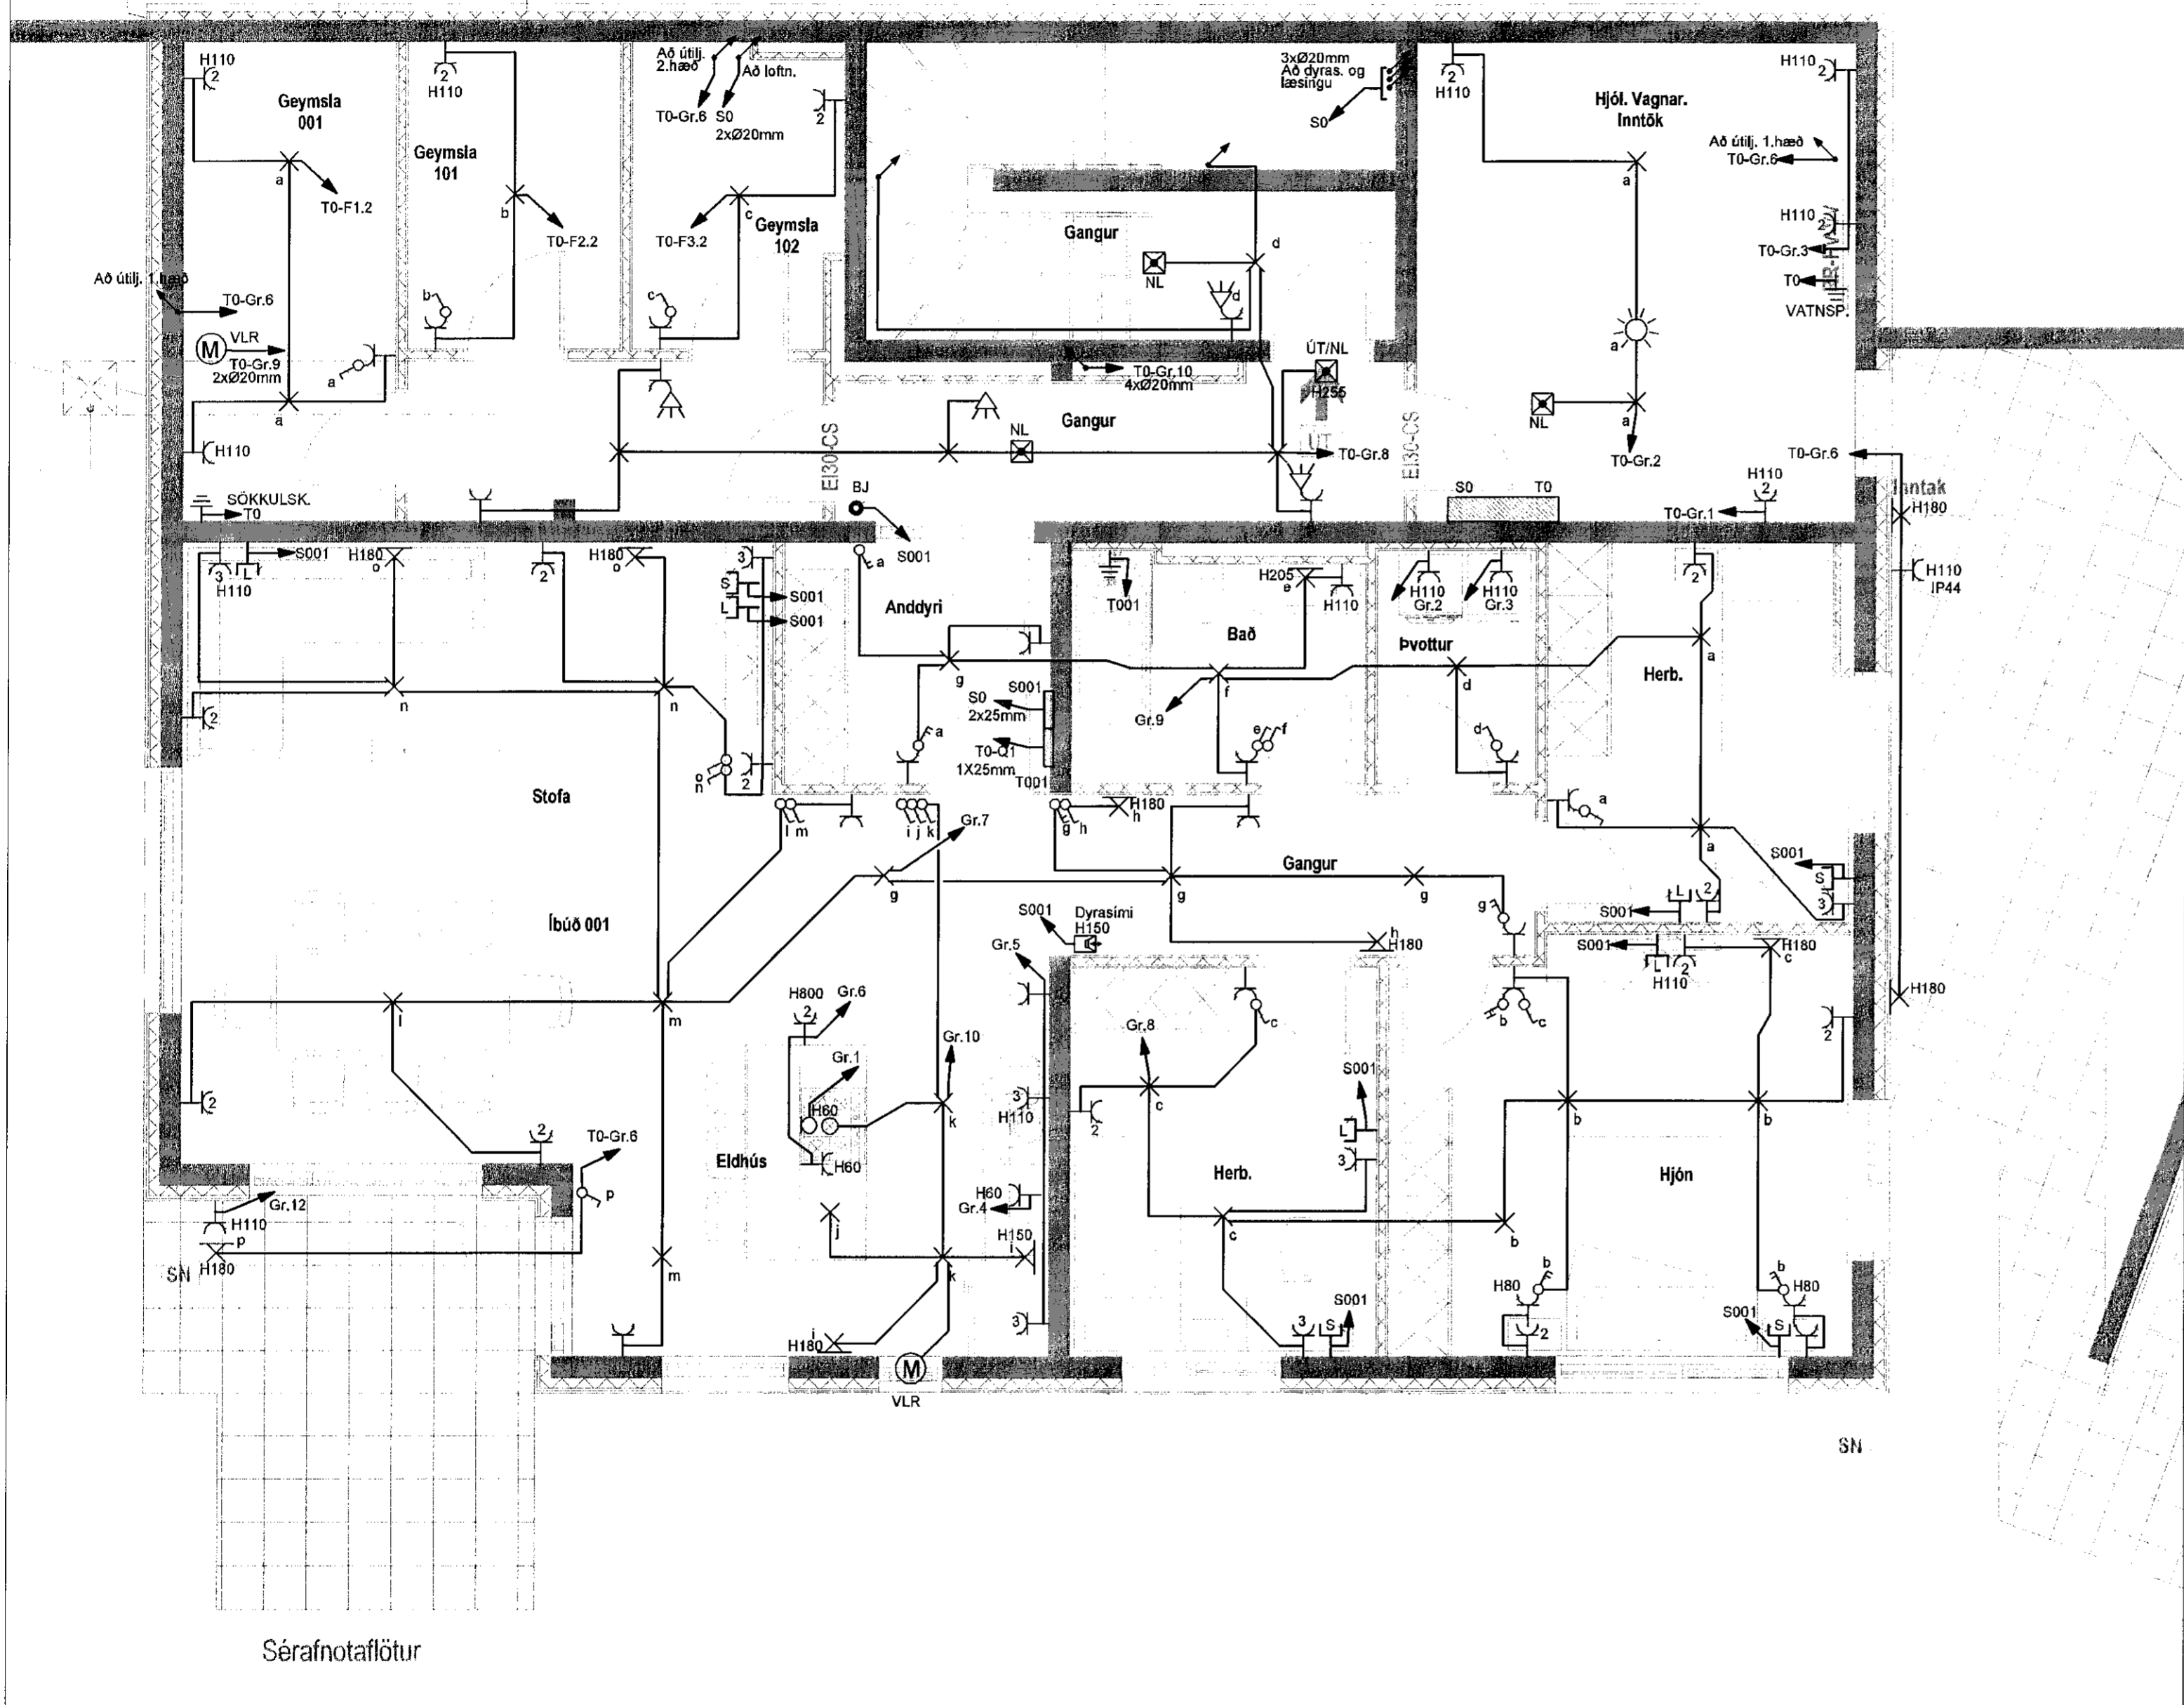 H110
2
Geymsla
001
a
T0-F1.2
2
H110
Geymsla
101
b
T0-F2.2
Að útilj.
2.hæð
Að loftn.
T0-Gr.6
S0
2xØ20mm
2
c
T0-F3.2
Geymsla
102
3xØ20mm
Að dyras. og
læsingu
S0
Gangur
d
NL
d
2
H110
Hjól. Vagnar.
Inntök
H110
2
Að útilj. 1.hæð
T0-Gr.6
a
H110
2
T0-Gr.3
T0
VATNSP.
a
NL
a
T0-Gr.2
T0-Gr.6
Að útilj. 1.hæð
T0-Gr.6
M
VLR
T0-Gr.9
2xØ20mm
a
a
H110
b
c
SÖKKULSK.
T0
T0-Gr.10
4xØ20mm
ÚT/NL
H255
ÚT
Gangur
NL
EI30-CS
EI30-CS
T0-Gr.8
BJ
S001
S0
T0
T0-Gr.1
H110
2
Inntak
H180
H110
IP44
H180
3
L
H110
S001
H180
o
2
H180
o
3
S
S001
L
S001
a
Anddyri
T001
H205
e
H110
Bað
H110
Gr.2
H110
Gr.3
Þvottur
2
a
Herb.
g
f
d
Gr.9
S001
S0
2x25mm
T0-Q1
1X25mm
T001
a
e
f
d
2
n
n
o
n
2
Stofa
l m
i j k
Gr.7
g h
H180
h
Gangur
g
g
g
g
a
a
S001
S
3
S001
L
2
Íbúð 001
S001
Dyrasími
H150
h
H180
S001
L
2
H110
H180
c
2
l
m
2
2
H800
2
Gr.6
Gr.1
Gr.10
Gr.5
H60
H60
k
3
H110
Eldhús
H60
Gr.4
j
k
H150
i
i
H180
3
M
VLR
T0-Gr.6
p
Gr.12
H110
p
H180
SN
m
Gr.8
c
c
2
S001
L
3
Herb.
c
b
c
b
b
b
Hjón
b
H80
2
b
H80
S001
S
3
S
S001
SN
Sérafnotaflötur